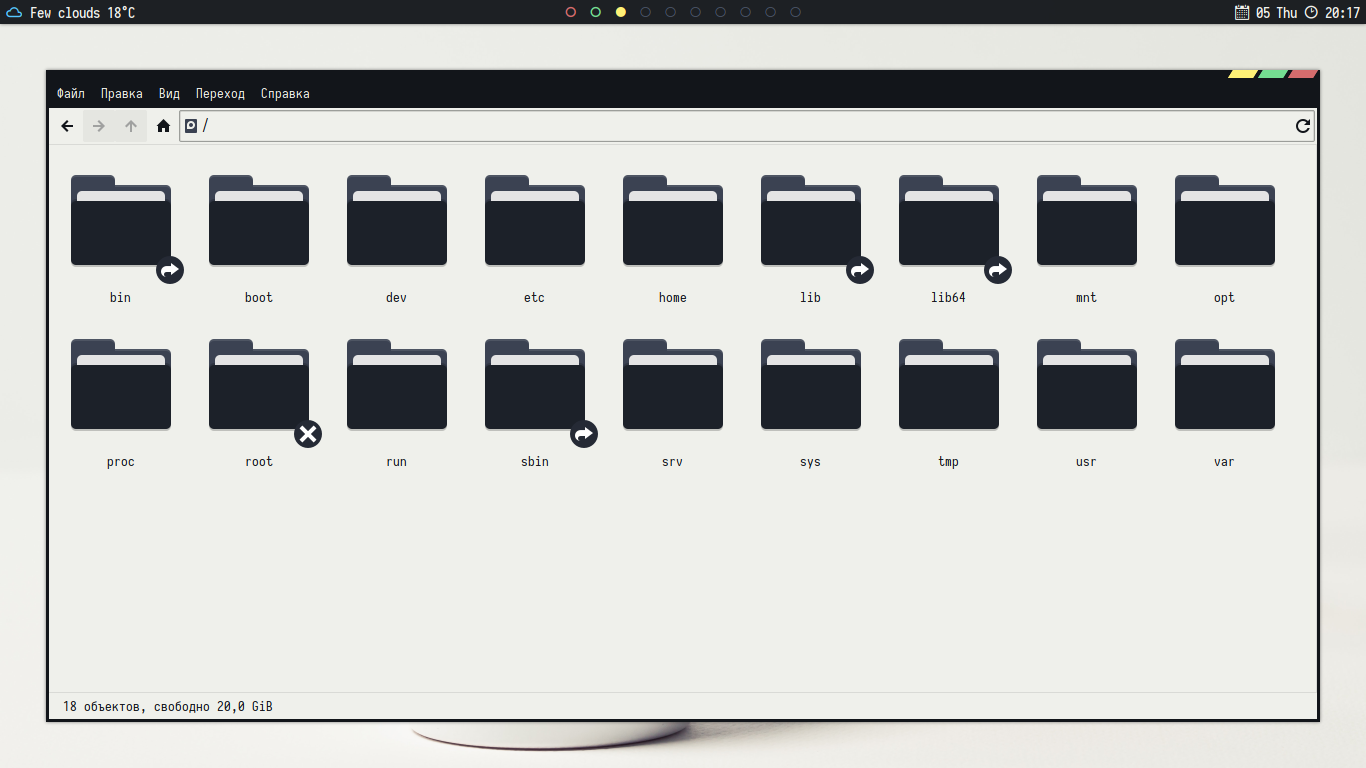 Few clouds 18°C
05 Thu 20:17
Файл Правка Вид Переход Справка
/
bin boot dev etc home lib lib64 mnt opt
proc root run sbin srv sys tmp usr var
18 объектов, свободно 20,0 GiB